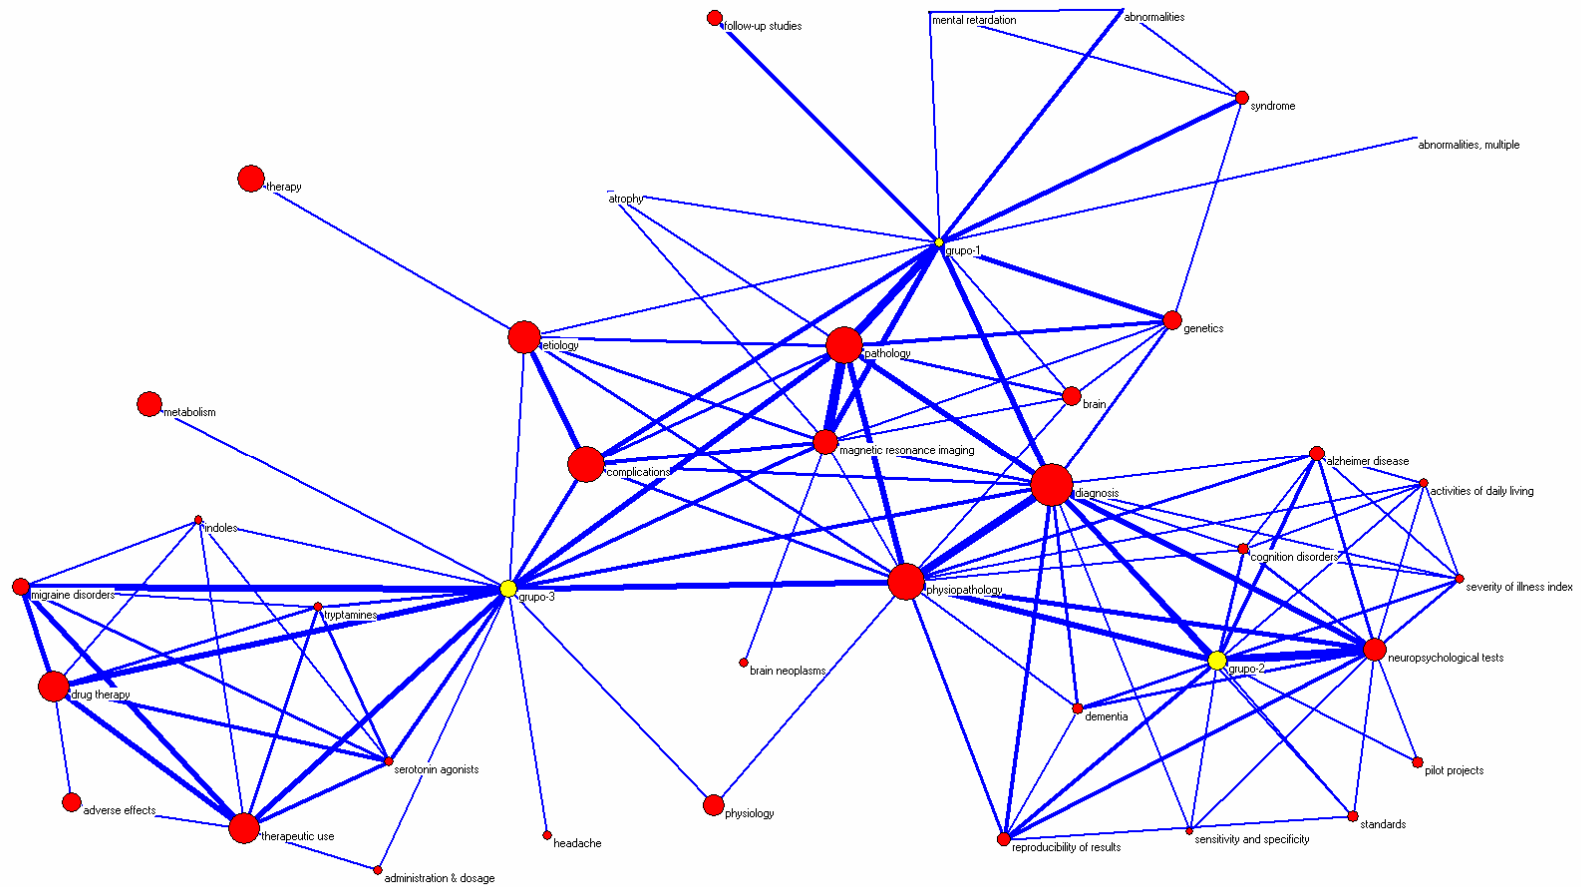 follow-up studies
mental retardation
abnormalities
syndrome
abnormalities, multiple
therapy
atrophy
grupo-1
genetics
etiology
pathology
brain
metabolism
magnetic resonance imaging
alzheimer disease
complications
diagnosis
activities of daily living
indoles
cognition disorders
migraine disorders
grupo-3
physiopathology
severity of illness index
tryptamines
neuropsychological tests
grupo-2
brain neoplasms
drug therapy
dementia
serotonin agonists
pilot projects
adverse effects
physiology
standards
therapeutic use
headache
reproducibility of results
sensitivity and specificity
administration & dosage